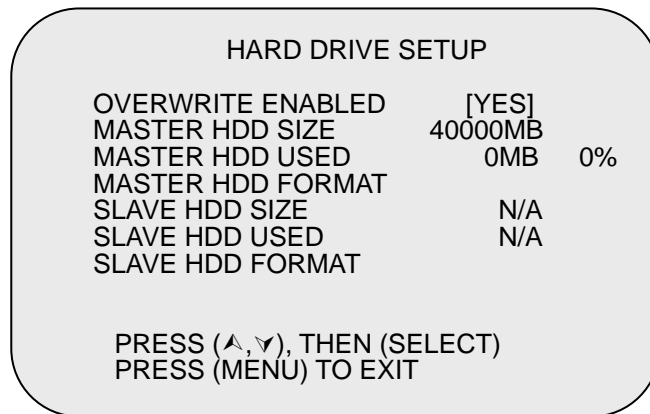 HARD DRIVE SETUP
OVERWRITE ENABLED [YES]
MASTER HDD SIZE 40000MB
MASTER HDD USED 0MB 0%
MASTER HDD FORMAT
SLAVE HDD SIZE N/A
SLAVE HDD USED N/A
SLAVE HDD FORMAT
PRESS (⮝,⮟), THEN (SELECT)
PRESS (MENU) TO EXIT